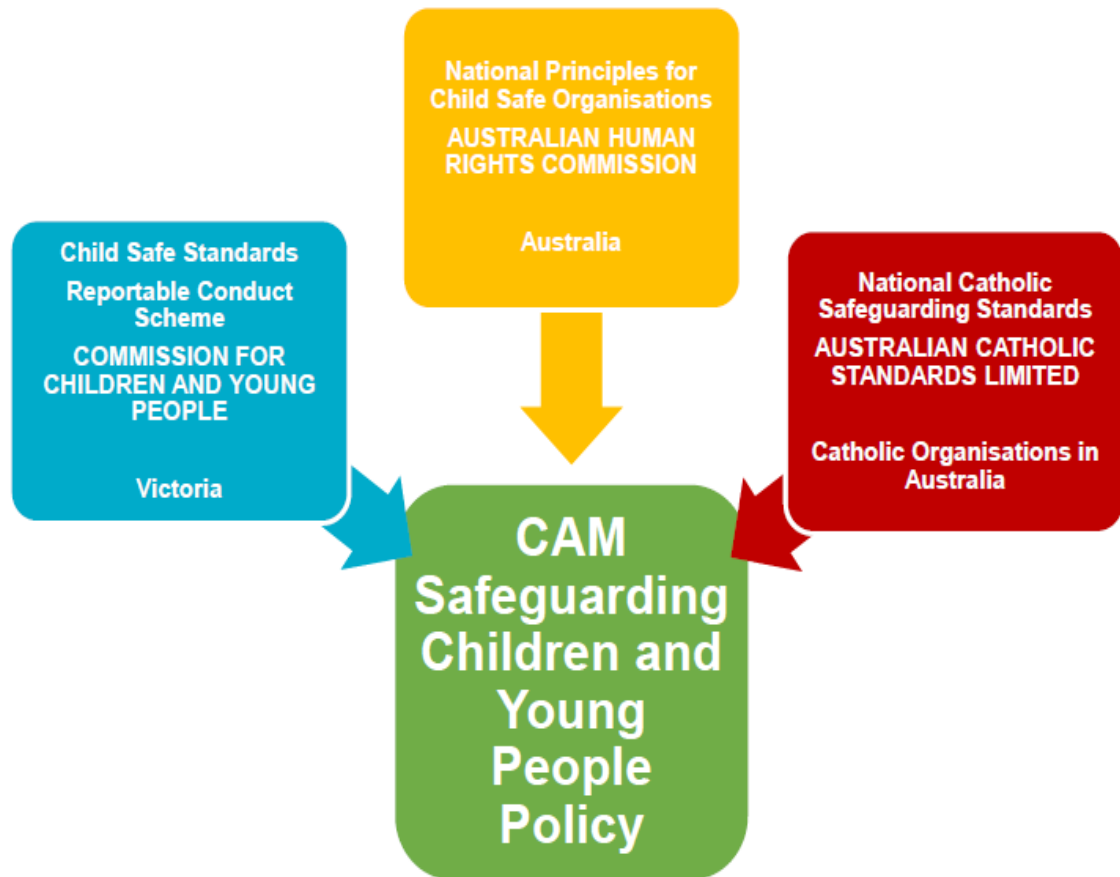 National Principles for
Child Safe Organisations
AUSTRALIAN HUMAN
RIGHTS COMMISSION
Australia
Child Safe Standards
Reportable Conduct
Scheme
COMMISSION FOR
CHILDREN AND YOUNG
PEOPLE
Victoria
National Catholic
Safeguarding Standards
AUSTRALIAN CATHOLIC
STANDARDS LIMITED
Catholic Organisations in
Australia
CAM
Safeguarding
Children and
Young
People
Policy